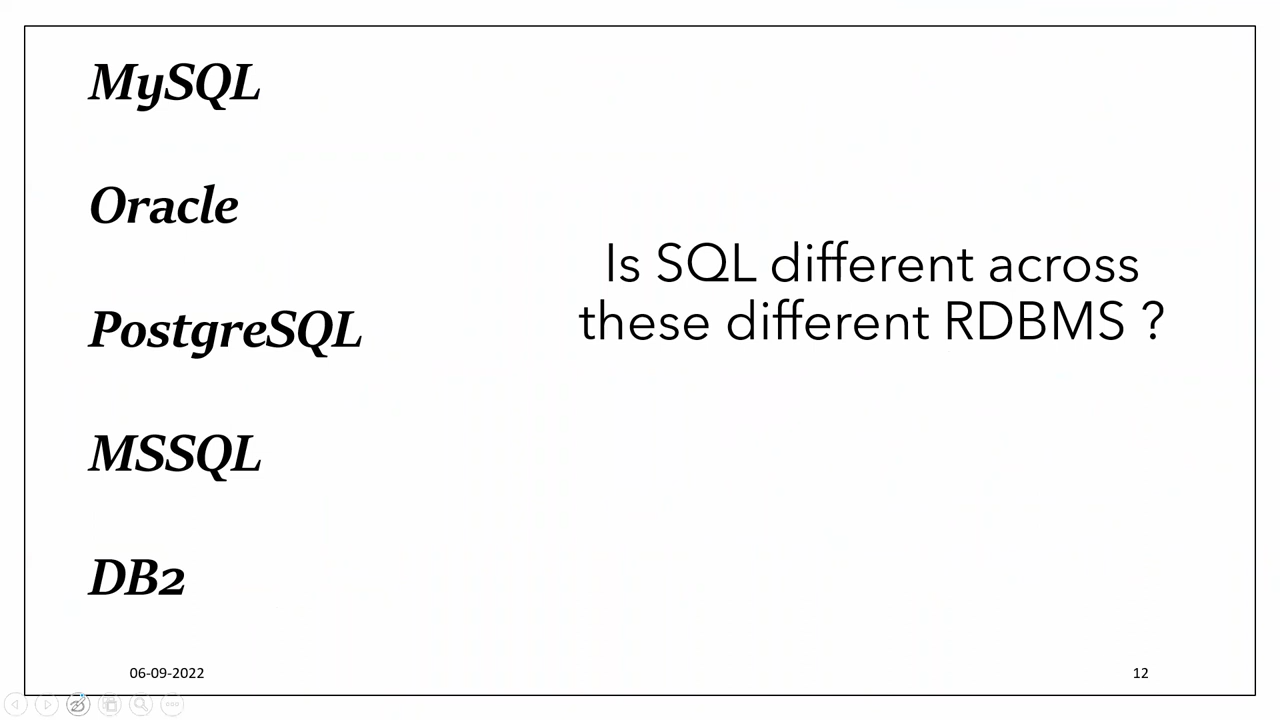 MySQL
Oracle
PostgreSQL
MSSQL
DB2
Is SQL different across
these different RDBMS ?
06-09-2022
12